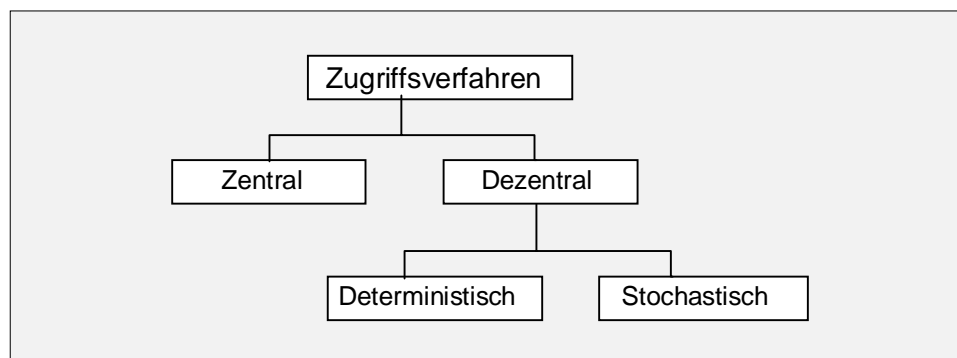 Zugriffsverfahren
Zentral
Dezentral
Deterministisch
Stochastisch